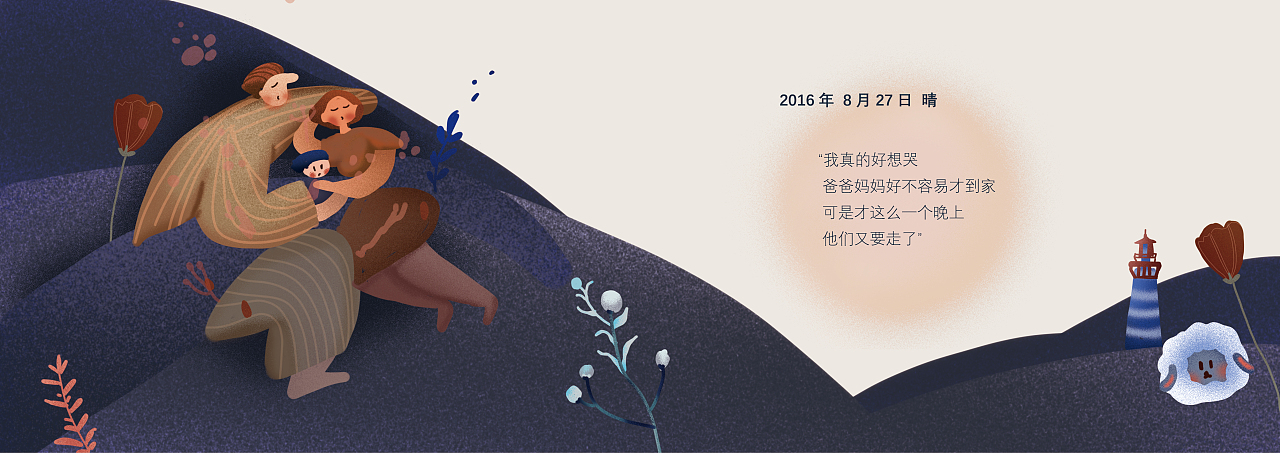 2016 年 8 月 27 日 晴
“我真的好想哭
爸爸妈妈好不容易才到家
可是才这么一个晚上
他们又要走了”